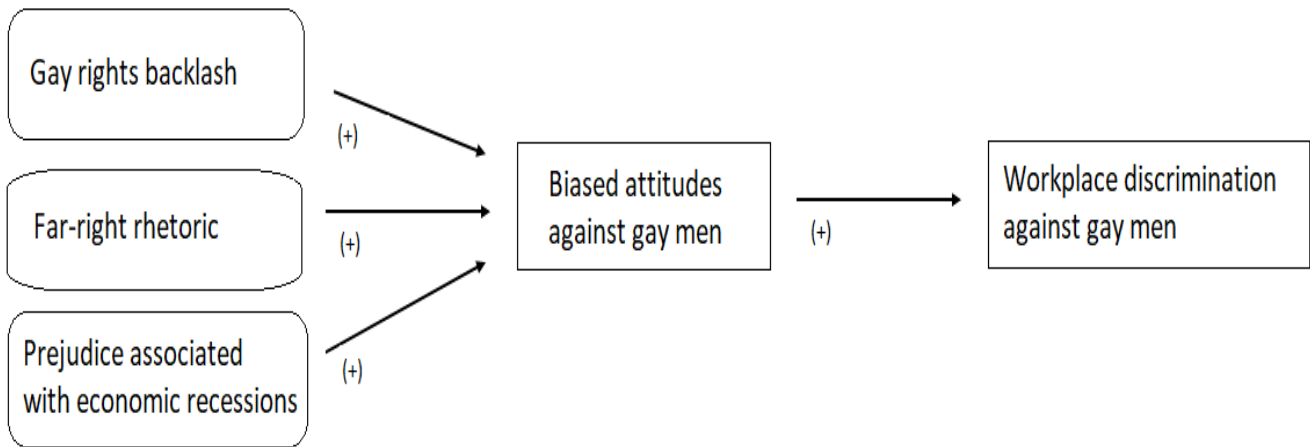 Gay rights backlash
(+)
Far-right rhetoric
(+)
Prejudice associated
with economic recessions
(+)
Biased attitudes
against gay men
(+)
Workplace discrimination
against gay men